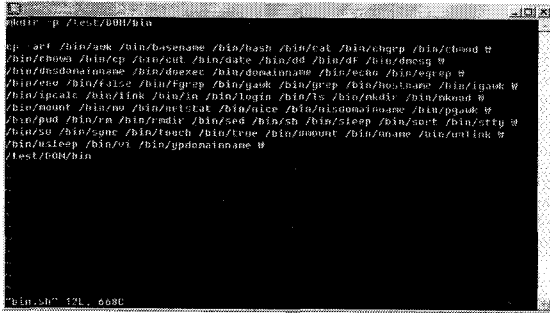 mkdir -p /test/DOM/bin
cp -arf /bin/awk /bin/basename /bin/bash /bin/cat /bin/chgrp /bin/chmod ₩
/bin/chown /bin/cp /bin/cut /bin/date /bin/dd /bin/df /bin/dmesg ₩
/bin/dnsdomainname /bin/doexec /bin/domainname /bin/echo /bin/egrep ₩
/bin/env /bin/false /bin/fgrep /bin/gawk /bin/grep /bin/hostname /bin/igawk ₩
/bin/ipcalc /bin/link /bin/ln /bin/login /bin/ls /bin/mkdir /bin/mknod ₩
/bin/mount /bin/mv /bin/netstat /bin/nice /bin/nisdomainname /bin/pgawk ₩
/bin/pwd /bin/rm /bin/rmdir /bin/sed /bin/sh /bin/sleep /bin/sort /bin/stty ₩
/bin/su /bin/sync /bin/touch /bin/true /bin/umount /bin/uname /bin/unlink ₩
/bin/usleep /bin/vi /bin/ypdomainname ₩
/test/DOM/bin
~
~
~
~
~
~
~
"bin.sh" 12L, 668C